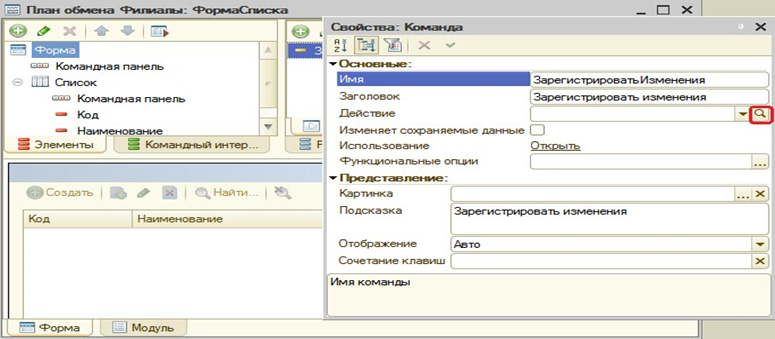 План обмена Филиалы: ФормаСписка
Форма
Командная панель
Список
Командная панель
Код
Наименование
Элементы
Командный интер...
Создать
Найти...
Код
Наименование
Форма
Модуль
Свойства: Команда
Основные:
Имя ЗарегистрироватьИзменения
Заголовок Зарегистрировать изменения
Действие
Изменяет сохраняемые данные
Использование Открыть
Функциональные опции ...
Представление:
Картинка ...
Подсказка Зарегистрировать изменения
Отображение Авто
Сочетание клавиш
Имя команды